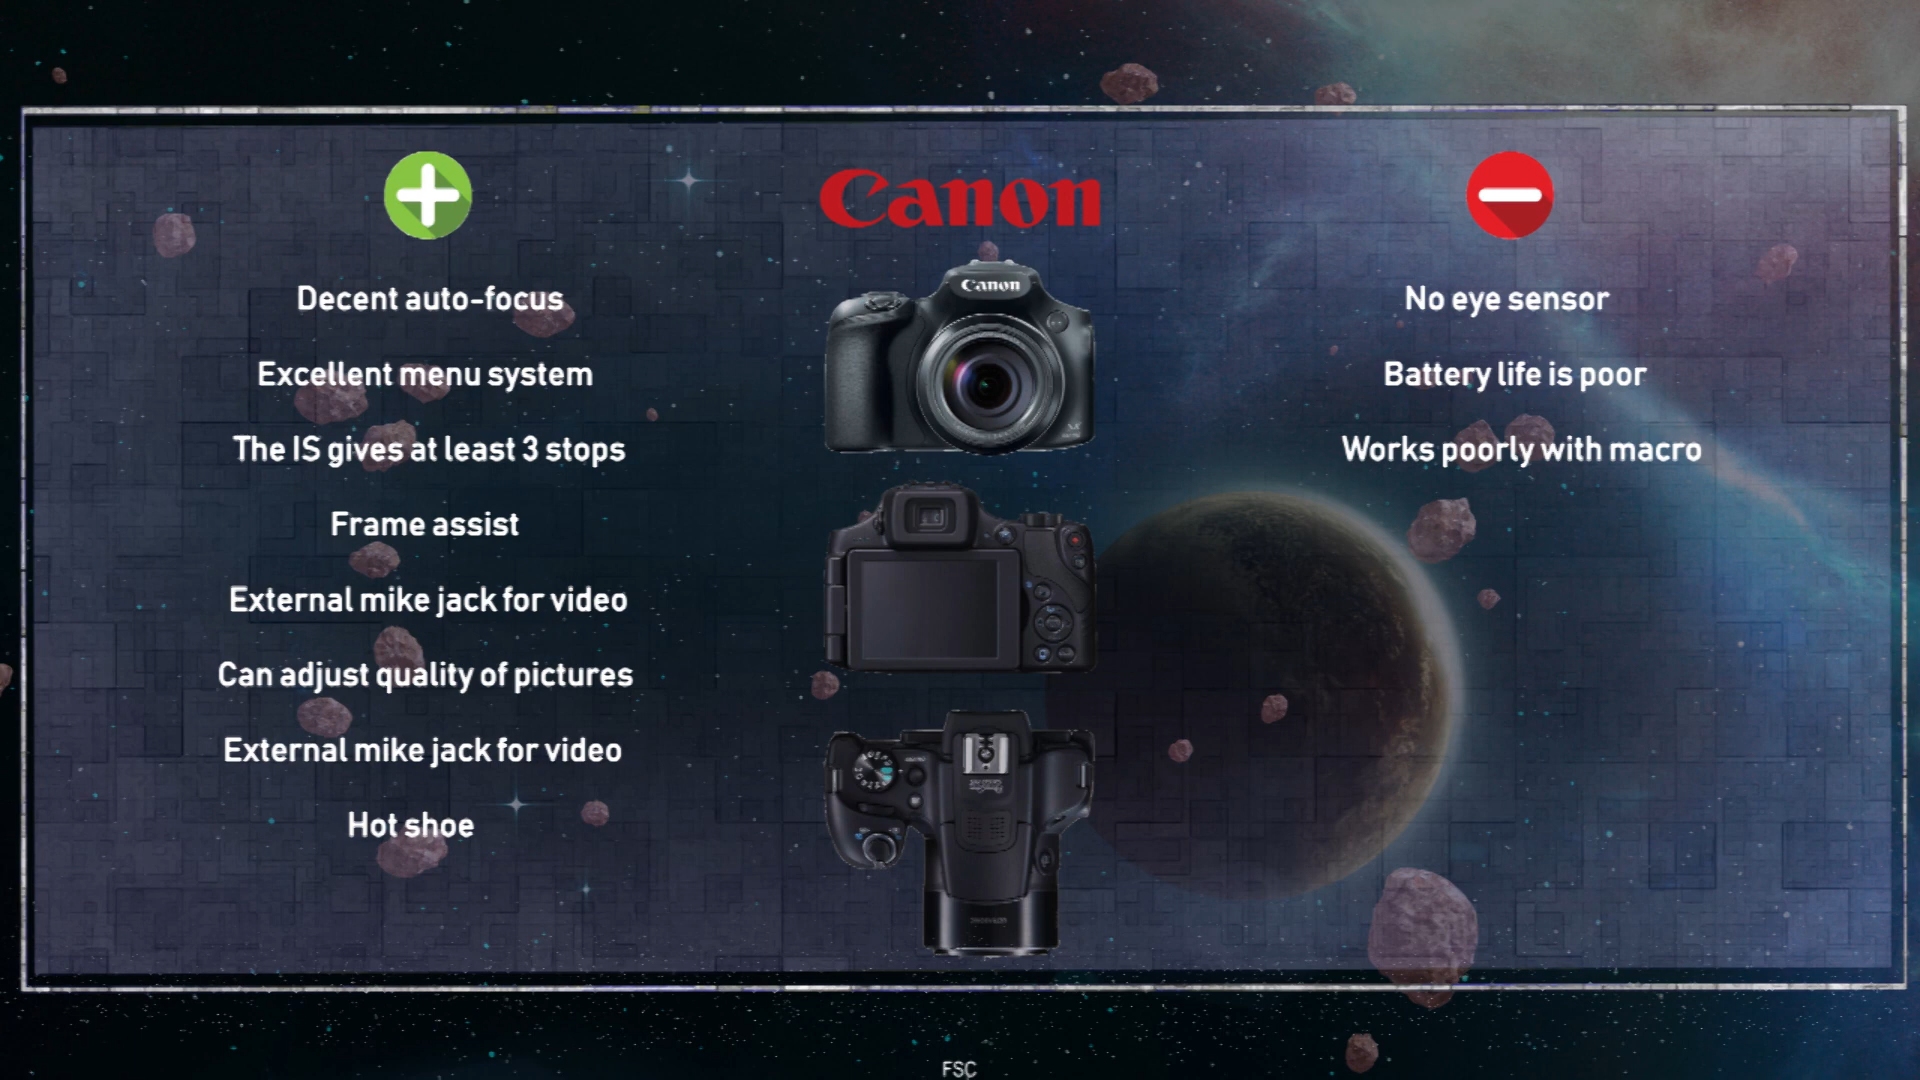 Canon
Decent auto-focus
Excellent menu system
The IS gives at least 3 stops
Frame assist
External mike jack for video
Can adjust quality of pictures
External mike jack for video
Hot shoe
Canon
No eye sensor
Battery life is poor
Works poorly with macro
FSC